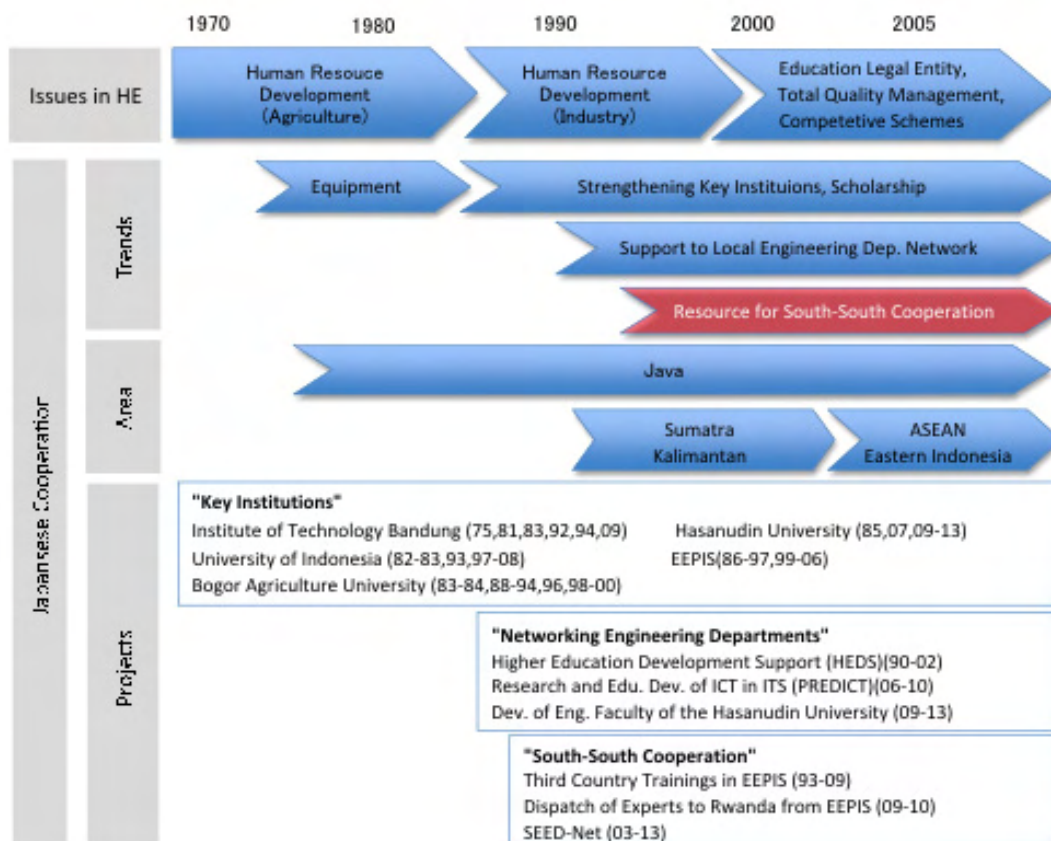 1970 1980 1990 2000 2005
Issues in HE
Human Resouce
Development
(Agriculture)
Human Resource
Development
(Industry)
Education Legal Entity,
Total Quality Management,
Competetive Schemes
Japansese Cooperation
Trends
Equipment
Strengthening Key Instituions, Scholarship
Support to Local Engineering Dep. Network
Resource for South-South Cooperation
Area
Java
Sumatra
Kalimantan
ASEAN
Eastern Indonesia
Projects
"Key Institutions"
Institute of Technology Bandung (75,81,83,92,94,09)
Hasanudin University (85,07,09-13)
University of Indonesia (82-83,93,97-08)
EEPIS(86-97,99-06)
Bogor Agriculture University (83-84,88-94,96,98-00)
"Networking Engineering Departments"
Higher Education Development Support (HEDS)(90-02)
Research and Edu. Dev. of ICT in ITS (PREDICT)(06-10)
Dev. of Eng. Faculty of the Hasanudin University (09-13)
"South-South Cooperation"
Third Country Trainings in EEPIS (93-09)
Dispatch of Experts to Rwanda from EEPIS (09-10)
SEED-Net (03-13)